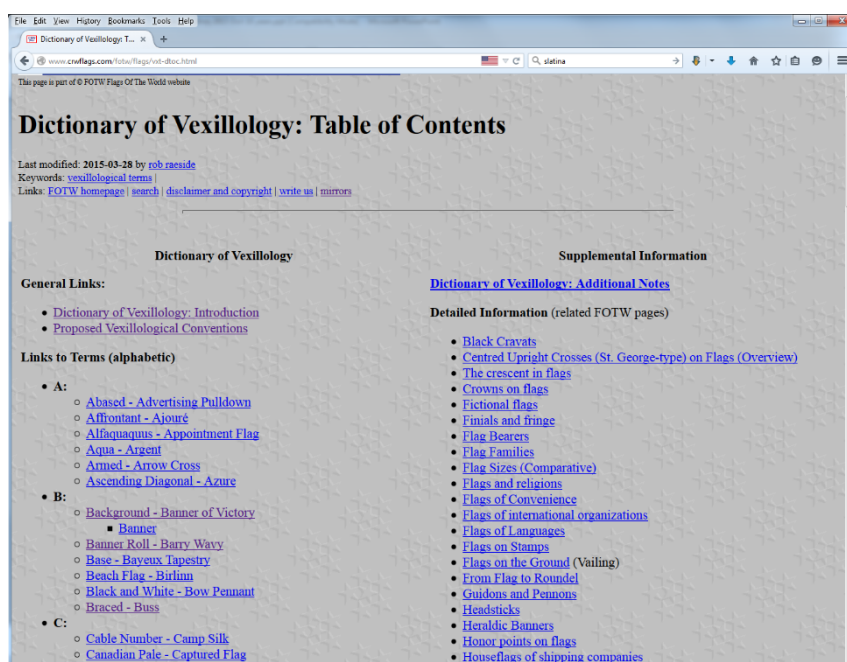 File Edit View History Bookmarks Tools Help
Dictionary of Vexillology: T...
www.crwflags.com/fotw/flags/vxt-dtoc.html
slatina
This page is part of © FOTW Flags Of The World website
Dictionary of Vexillology: Table of Contents
Last modified: 2015-03-28 by rob raeside
Keywords: vexillological terms |
Links: FOTW homepage | search | disclaimer and copyright | write us | mirrors
Dictionary of Vexillology
General Links:
Dictionary of Vexillology: Introduction
Proposed Vexillological Conventions
Links to Terms (alphabetic)
A:
Abased - Advertising Pulldown
Affrontant - Ajouré
Alfaquaquus - Appointment Flag
Aqua - Argent
Armed - Arrow Cross
Ascending Diagonal - Azure
B:
Background - Banner of Victory
Banner
Banner Roll - Barry Wavy
Base - Bayeux Tapestry
Beach Flag - Birlinn
Black and White - Bow Pennant
Braced - Buss
C:
Cable Number - Camp Silk
Canadian Pale - Captured Flag
Supplemental Information
Dictionary of Vexillology: Additional Notes
Detailed Information (related FOTW pages)
Black Cravats
Centred Upright Crosses (St. George-type) on Flags (Overview)
The crescent in flags
Crowns on flags
Fictional flags
Finials and fringe
Flag Bearers
Flag Families
Flag Sizes (Comparative)
Flags and religions
Flags of Convenience
Flags of international organizations
Flags of Languages
Flags on Stamps
Flags on the Ground (Vailing)
From Flag to Roundel
Guidons and Pennons
Headsticks
Heraldic Banners
Honor points on flags
Houseflags of shipping companies